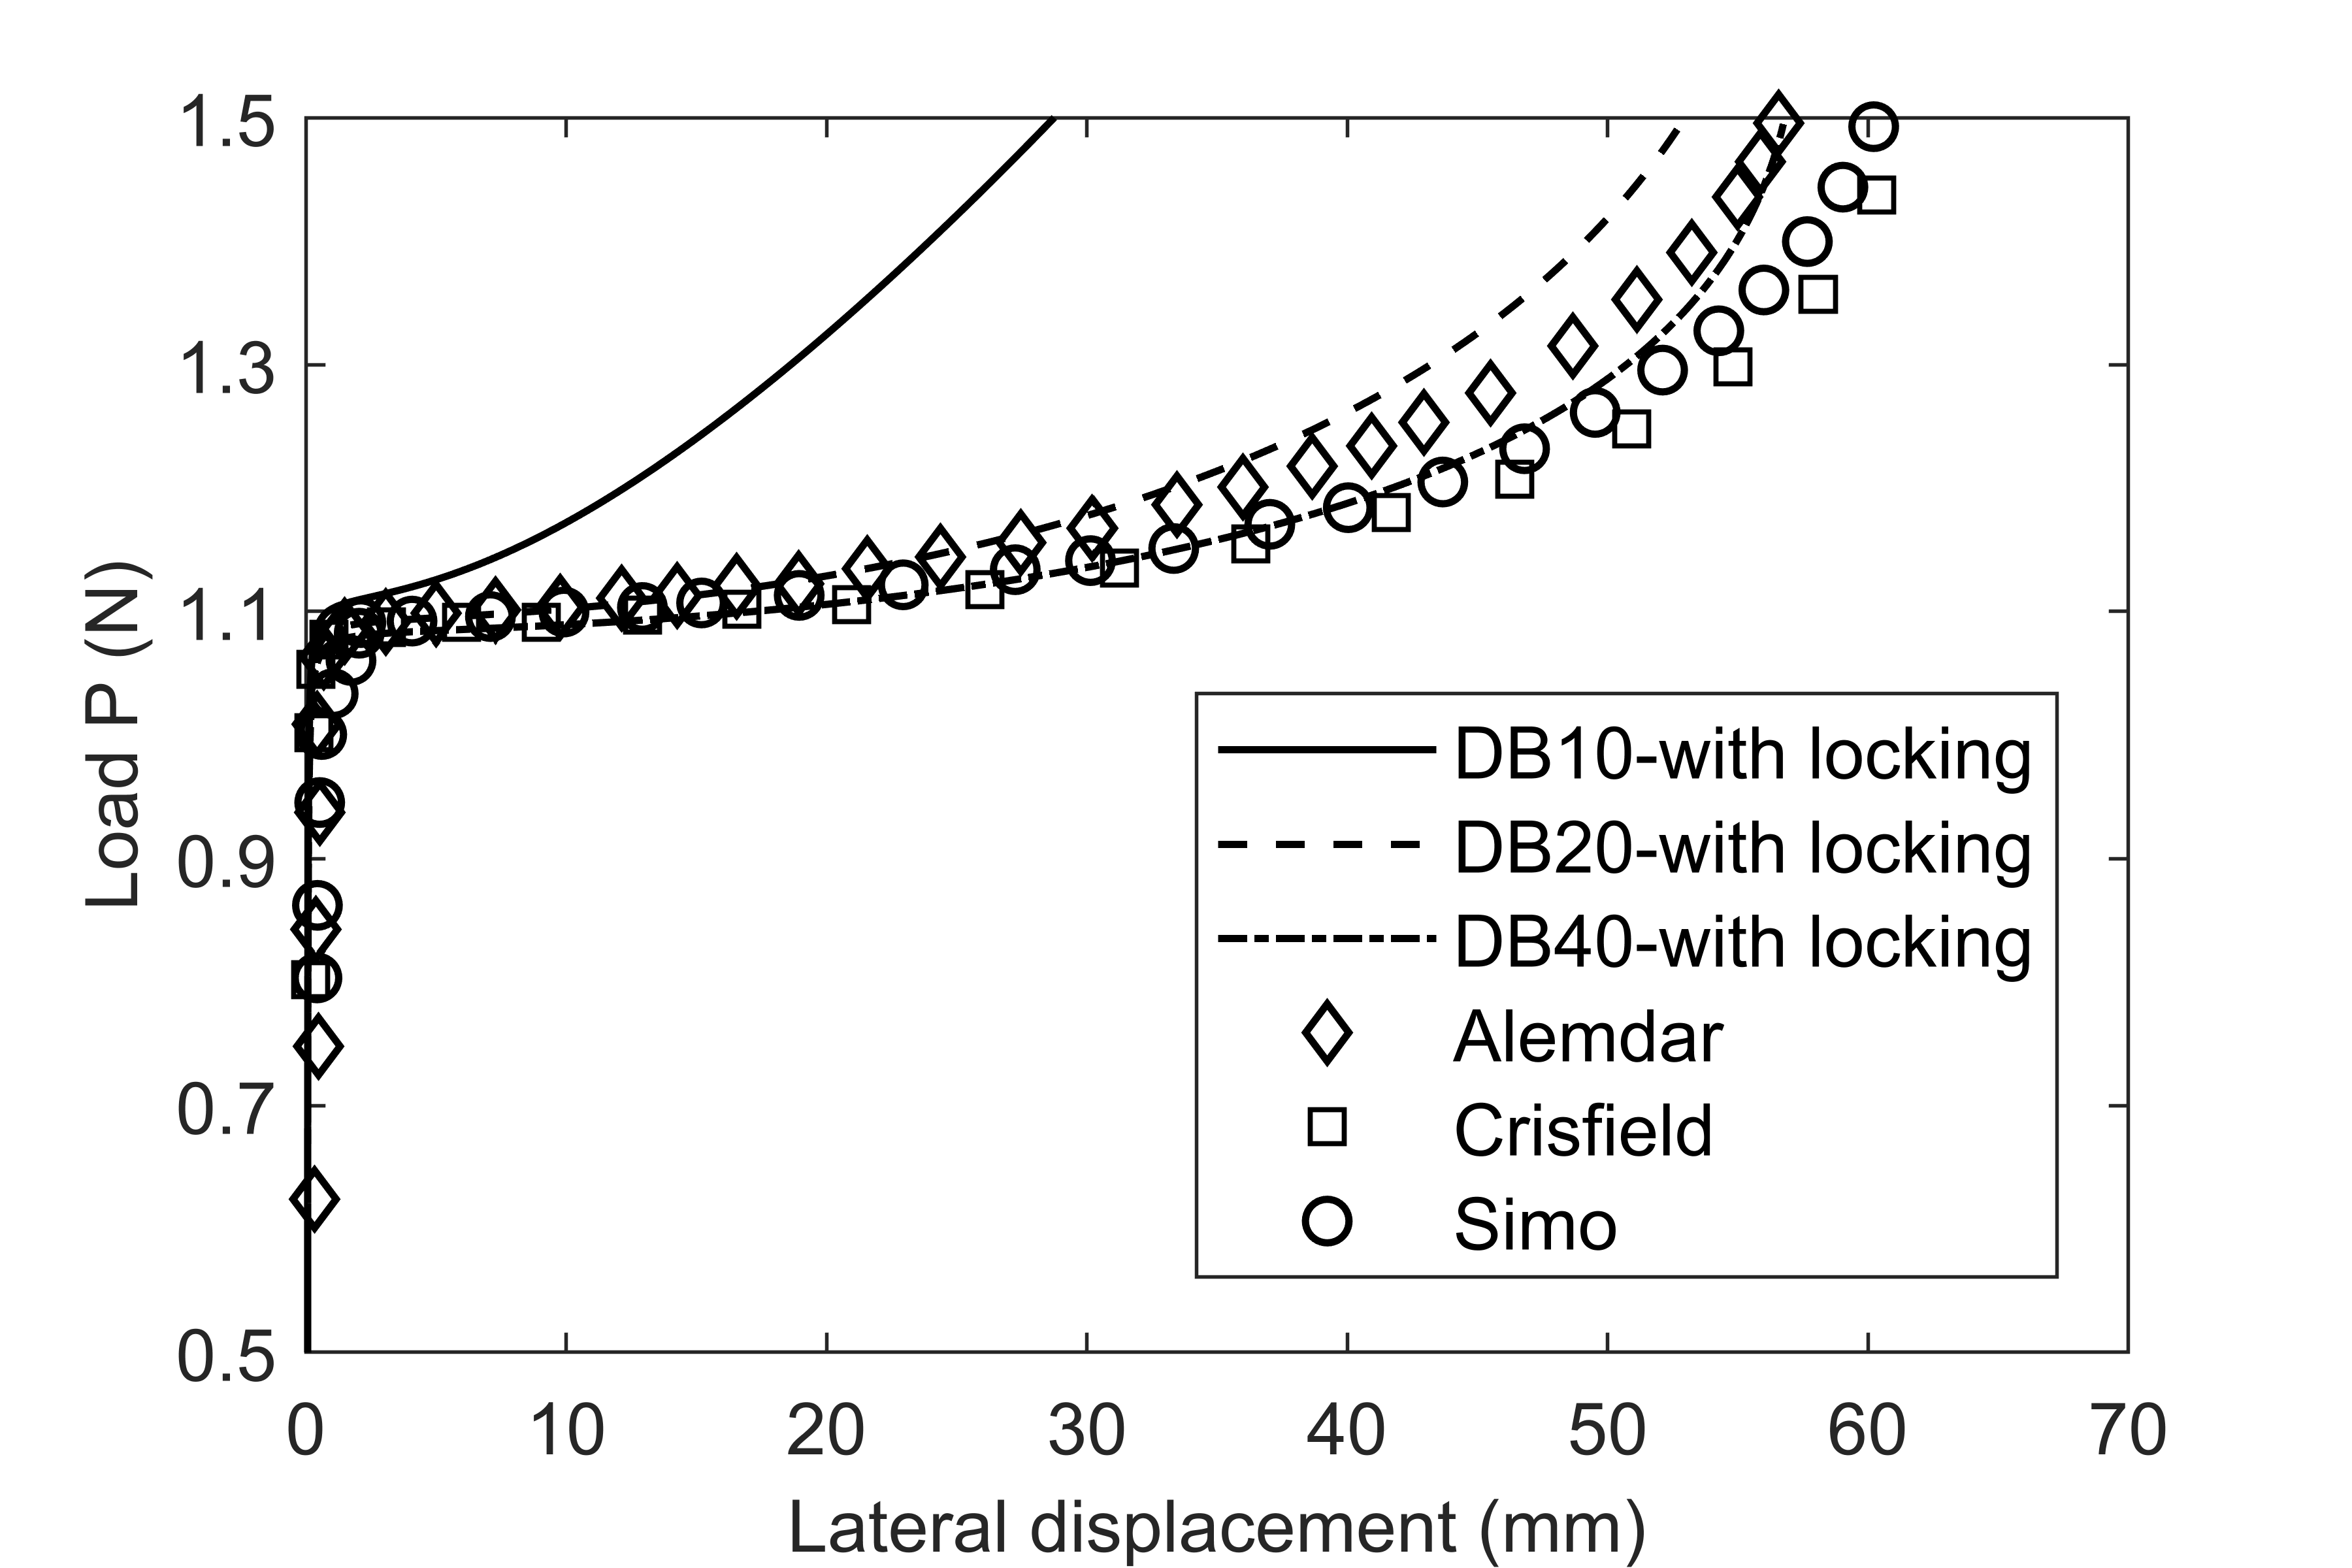 1.5
1.3
1.1
0.9
0.7
0.5
Load P (N)
DB10-with locking
DB20-with locking
DB40-with locking
Alemdar
Crisfield
Simo
0 10 20 30 40 50 60 70
Lateral displacement (mm)